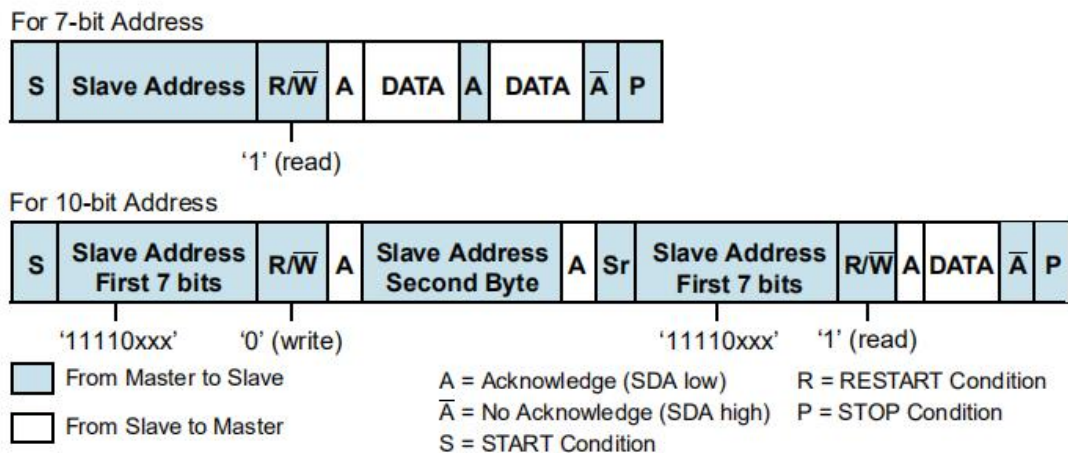 For 7-bit Address
S Slave Address R/W̅ A DATA A DATA A̅ P
‘1’ (read)
For 10-bit Address
S Slave Address First 7 bits R/W̅ A Slave Address Second Byte A Sr Slave Address First 7 bits R/W̅ A DATA A̅ P
‘11110xxx’ ‘0’ (write) ‘11110xxx’ ‘1’ (read)
From Master to Slave
From Slave to Master
A = Acknowledge (SDA low)
A̅ = No Acknowledge (SDA high)
S = START Condition
R = RESTART Condition
P = STOP Condition